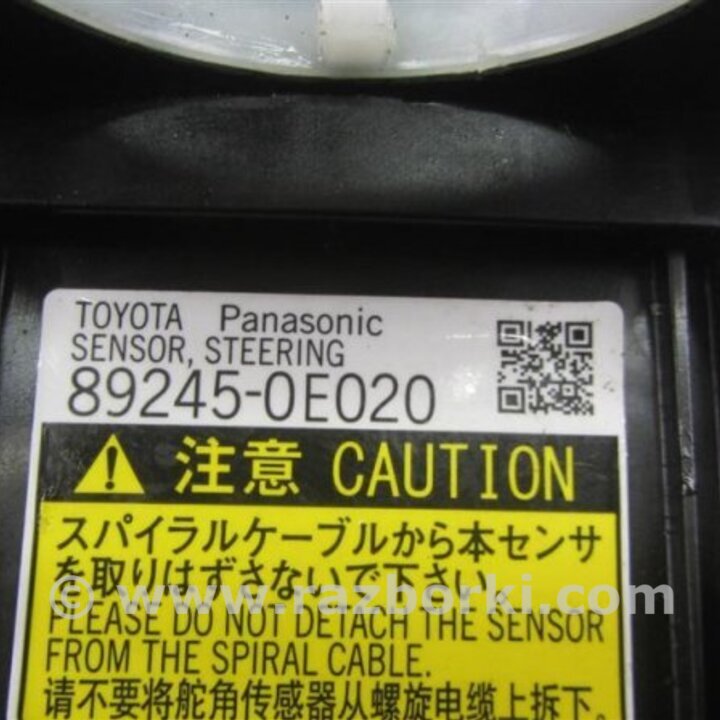 TOYOTA Panasonic
SENSOR, STEERING
89245-0E020
注意 CAUTION
スパイラルケーブルから本センサ
を取りはずさないで下さい。
© www.razborki.com
PLEASE DO NOT DETACH THE SENSOR
FROM THE SPIRAL CABLE.
请不要将舵角传感器从螺旋电缆上拆下。